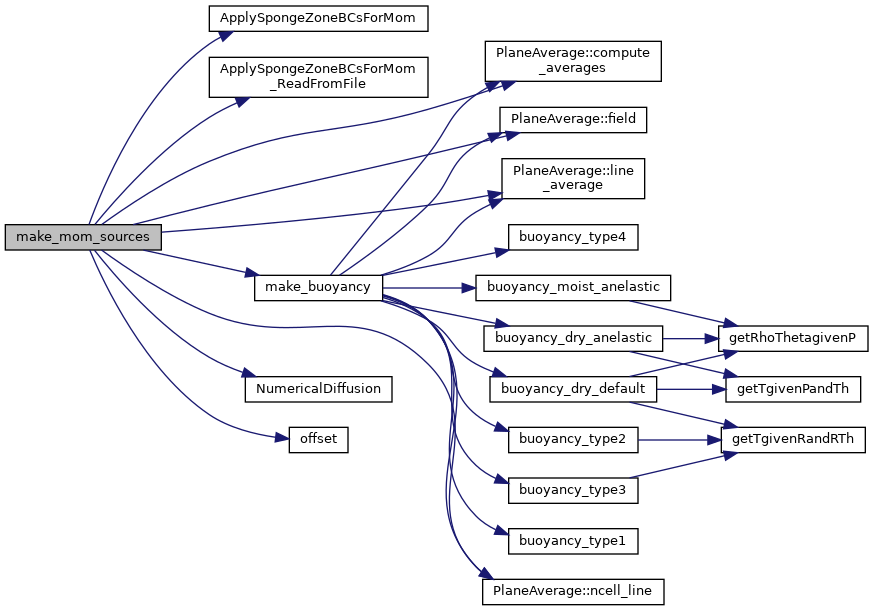 ApplySpongeZoneBCsForMom
ApplySpongeZoneBCsForMom
_ReadFromFile
PlaneAverage::compute
_averages
PlaneAverage::field
PlaneAverage::line
_average
make_mom_sources
buoyancy_type4
make_buoyancy
buoyancy_moist_anelastic
buoyancy_dry_anelastic
getRhoThetagivenP
NumericalDiffusion
buoyancy_dry_default
getTgivenPandTh
offset
buoyancy_type2
getTgivenRandRTh
buoyancy_type3
buoyancy_type1
PlaneAverage::ncell_line